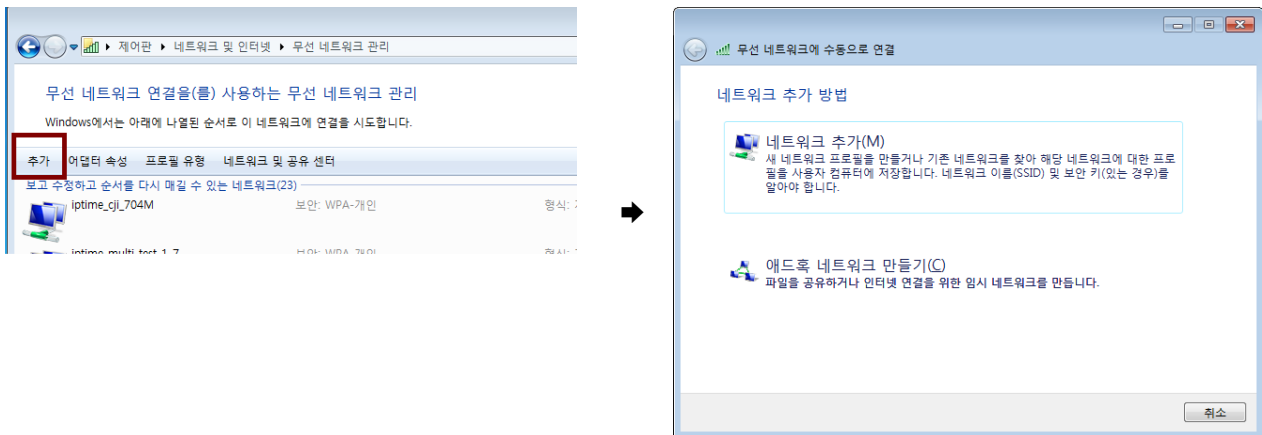 제어판 ▸ 네트워크 및 인터넷 ▸ 무선 네트워크 관리
무선 네트워크 연결을(를) 사용하는 무선 네트워크 관리
Windows에서는 아래에 나열된 순서로 이 네트워크에 연결을 시도합니다.
추가 어댑터 속성 프로필 유형 네트워크 및 공유 센터
보고 수정하고 순서를 다시 매길 수 있는 네트워크(23)
iptime_cji_704M 보안: WPA-개인 형식:
iptime_multi_test_1_7 보안: WPA-개인 형식:
무선 네트워크에 수동으로 연결
네트워크 추가 방법
네트워크 추가(M)
새 네트워크 프로필을 만들거나 기존 네트워크를 찾아 해당 네트워크에 대한 프로
필을 사용자 컴퓨터에 저장합니다. 네트워크 이름(SSID) 및 보안 키(있는 경우)를
알아야 합니다.
애드혹 네트워크 만들기(C)
파일을 공유하거나 인터넷 연결을 위한 임시 네트워크를 만듭니다.
취소